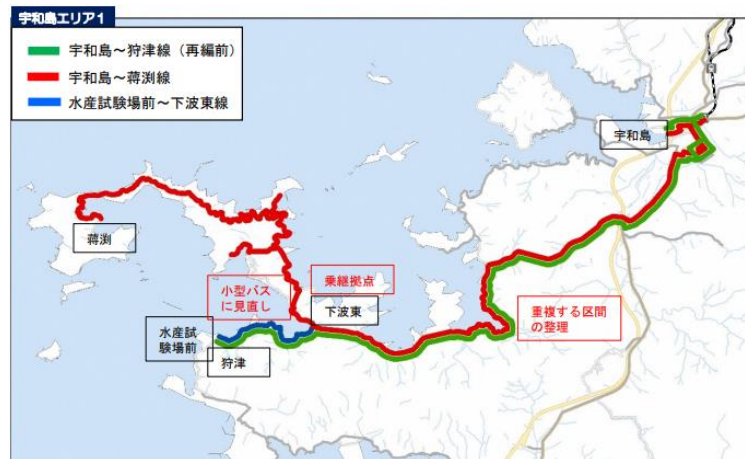 宇和島エリア1
宇和島～狩津線（再編前）
宇和島～蒋渕線
水産試験場前～下波東線
宇和島
蒋渕
小型バス
に見直し
乗継拠点
下波東
水産試
験場前
狩津
重複する区間
の整理